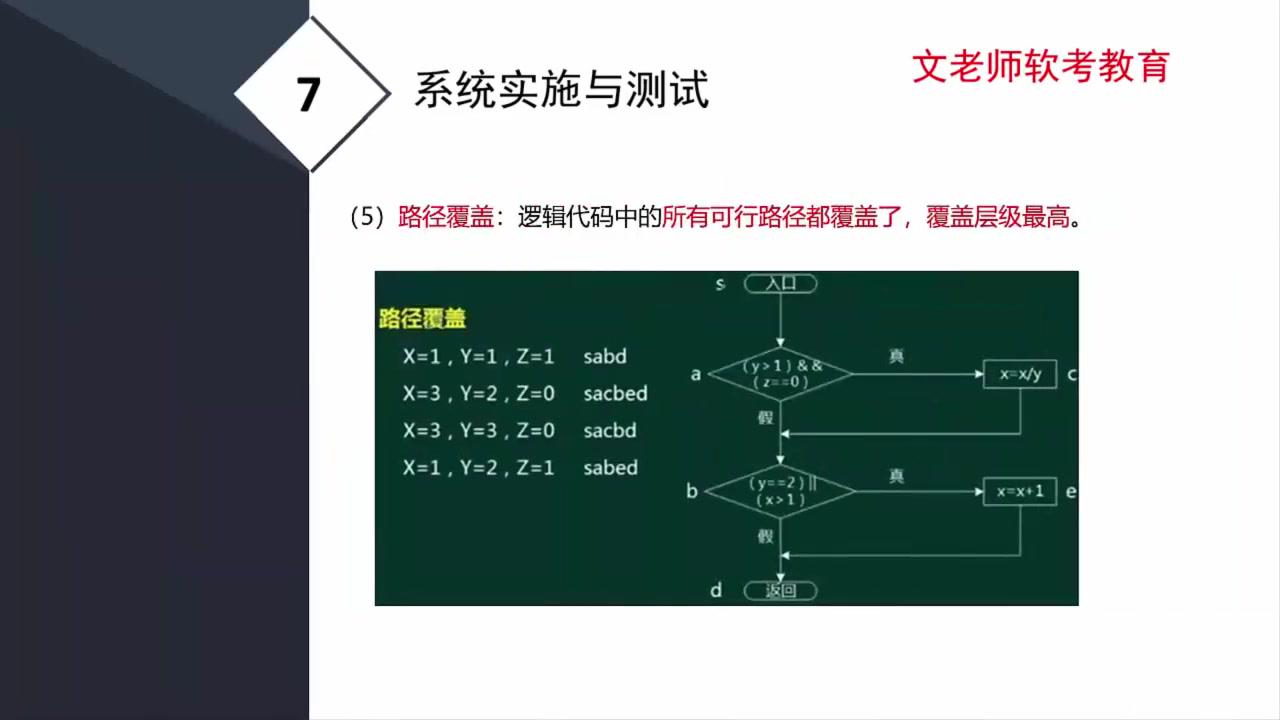 7
系统实施与测试
文老师软考教育
（5）路径覆盖：逻辑代码中的所有可行路径都覆盖了，覆盖层级最高。
路径覆盖
X=1 , Y=1 , Z=1 sabd
X=3 , Y=2 , Z=0 sacbed
X=3 , Y=3 , Z=0 sacbd
X=1 , Y=2 , Z=1 sabed
s
入口
a
(y>1)&&
(z==0)
真
x=x/y
c
假
b
(y==2)||
(x>1)
真
x=x+1
e
假
d
返回